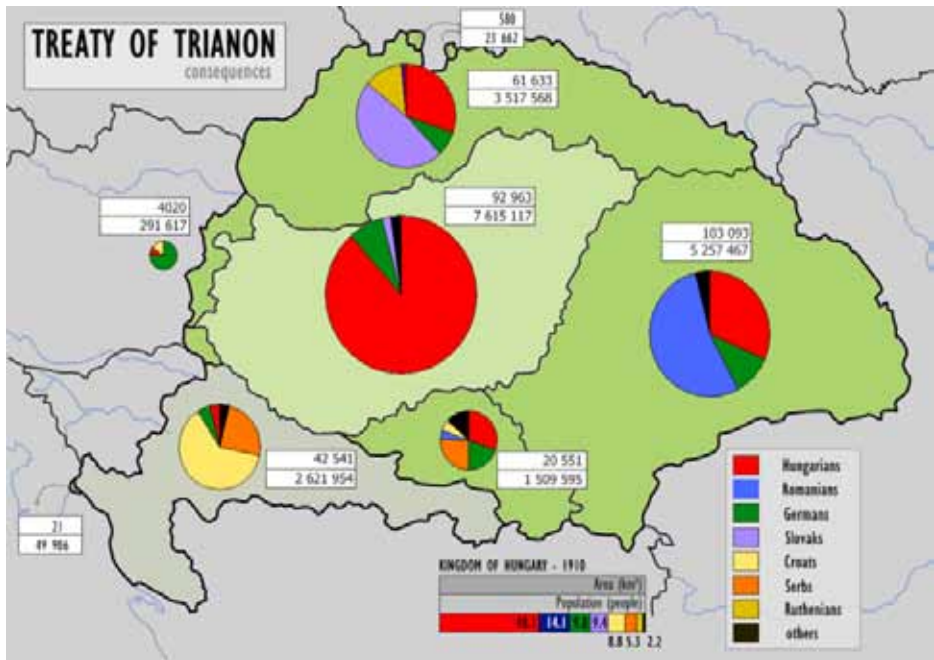 TREATY OF TRIANON
consequences
580
23 662
61 633
3 517 568
92 963
7 615 117
4020
291 617
103 093
5 257 467
42 541
2 621 954
20 551
1 509 595
21
49 986
Hungarians
Romanians
Germans
Slovaks
Croats
Serbs
Ruthenians
others
KINGDOM OF HUNGARY - 1910
Area (km²)
Population (people)
14.1 9.4
8.8 5.3 2.2